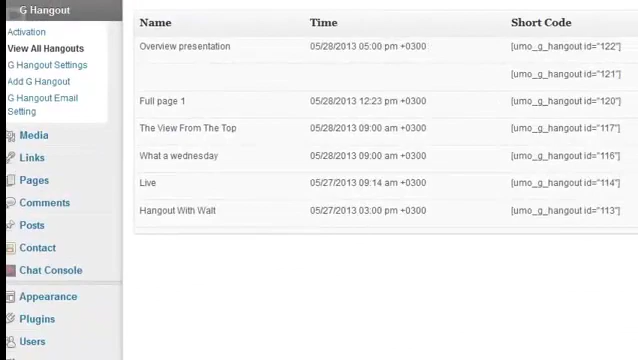 G Hangout
Activation
View All Hangouts
G Hangout Settings
Add G Hangout
G Hangout Email
Setting
Media
Links
Pages
Comments
Posts
Contact
Chat Console
Appearance
Plugins
Users
Name Time Short Code
Overview presentation 05/28/2013 05:00 pm +0300 [umo_g_hangout id="122"]
[umo_g_hangout id="121"]
Full page 1 05/28/2013 12:23 pm +0300 [umo_g_hangout id="120"]
The View From The Top 05/28/2013 09:00 am +0300 [umo_g_hangout id="117"]
What a wednesday 05/28/2013 09:00 am +0300 [umo_g_hangout id="116"]
Live 05/27/2013 09:14 am +0300 [umo_g_hangout id="114"]
Hangout With Walt 05/27/2013 03:00 pm +0300 [umo_g_hangout id="113"]